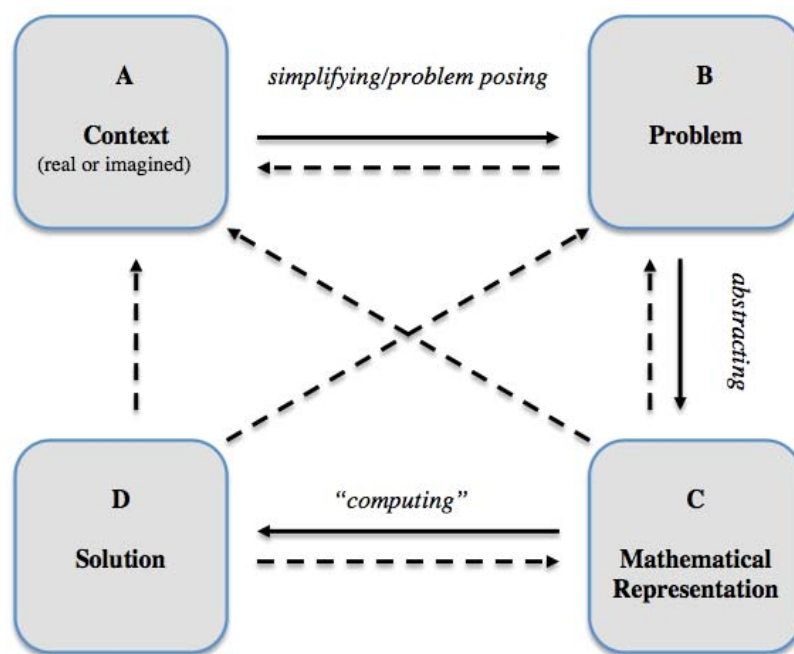 A
Context
(real or imagined)
simplifying/problem posing
B
Problem
abstracting
D
Solution
“computing”
C
Mathematical
Representation